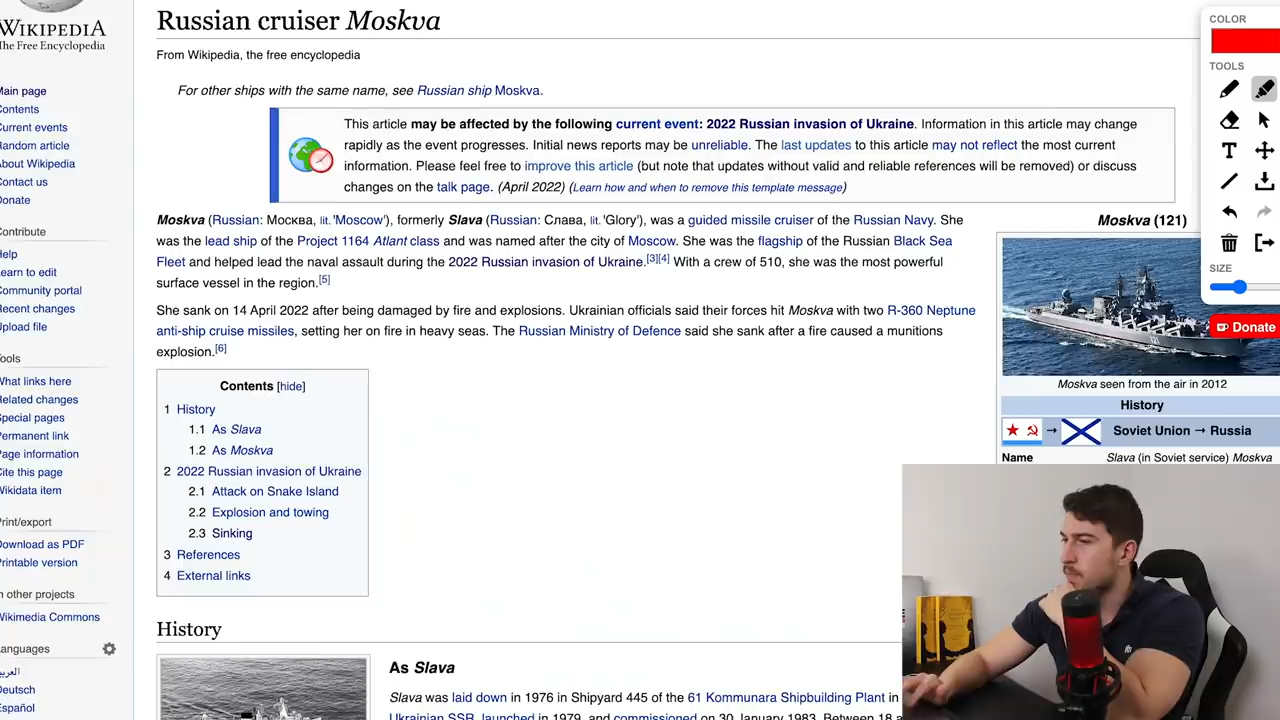 WIKIPEDIA
The Free Encyclopedia
Main page
Contents
Current events
Random article
About Wikipedia
Contact us
Donate
Contribute
Help
Learn to edit
Community portal
Recent changes
Upload file
Tools
What links here
Related changes
Special pages
Permanent link
Page information
Cite this page
Wikidata item
Print/export
Download as PDF
Printable version
In other projects
Wikimedia Commons
Languages
العربية
Deutsch
Español
Russian cruiser Moskva
From Wikipedia, the free encyclopedia
For other ships with the same name, see Russian ship Moskva.
This article may be affected by the following current event: 2022 Russian invasion of Ukraine. Information in this article may change
rapidly as the event progresses. Initial news reports may be unreliable. The last updates to this article may not reflect the most current
information. Please feel free to improve this article (but note that updates without valid and reliable references will be removed) or discuss
changes on the talk page. (April 2022) (Learn how and when to remove this template message)
Moskva (Russian: Москва, lit. 'Moscow'), formerly Slava (Russian: Слава, lit. 'Glory'), was a guided missile cruiser of the Russian Navy. She
was the lead ship of the Project 1164 Atlant class and was named after the city of Moscow. She was the flagship of the Russian Black Sea
Fleet and helped lead the naval assault during the 2022 Russian invasion of Ukraine.[3][4] With a crew of 510, she was the most powerful
surface vessel in the region.[5]
She sank on 14 April 2022 after being damaged by fire and explosions. Ukrainian officials said their forces hit Moskva with two R-360 Neptune
anti-ship cruise missiles, setting her on fire in heavy seas. The Russian Ministry of Defence said she sank after a fire caused a munitions
explosion.[6]
Contents [hide]
1 History
1.1 As Slava
1.2 As Moskva
2 2022 Russian invasion of Ukraine
2.1 Attack on Snake Island
2.2 Explosion and towing
2.3 Sinking
3 References
4 External links
History
As Slava
Slava was laid down in 1976 in Shipyard 445 of the 61 Kommunara Shipbuilding Plant in
Ukrainian SSR, launched in 1979, and commissioned on 30 January 1983. Between 18 a
Moskva (121)
121
Moskva seen from the air in 2012
History
Soviet Union → Russia
Name Slava (in Soviet service) Moskva
COLOR
TOOLS
T
SIZE
Donate